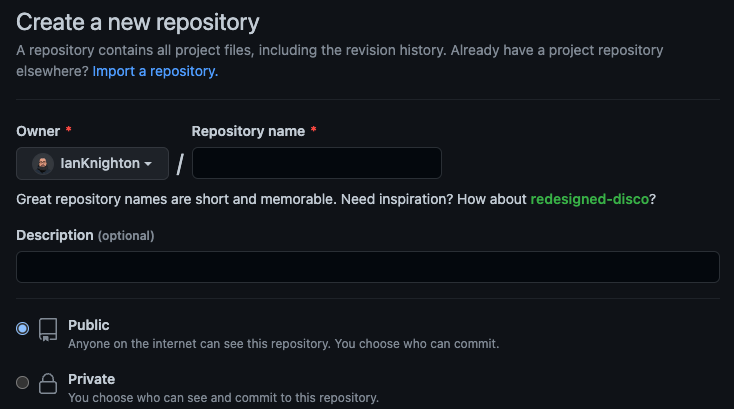 Create a new repository
A repository contains all project files, including the revision history. Already have a project repository
elsewhere? Import a repository.
Owner * Repository name *
IanKnighton /
Great repository names are short and memorable. Need inspiration? How about redesigned-disco?
Description (optional)
Public
Anyone on the internet can see this repository. You choose who can commit.
Private
You choose who can see and commit to this repository.